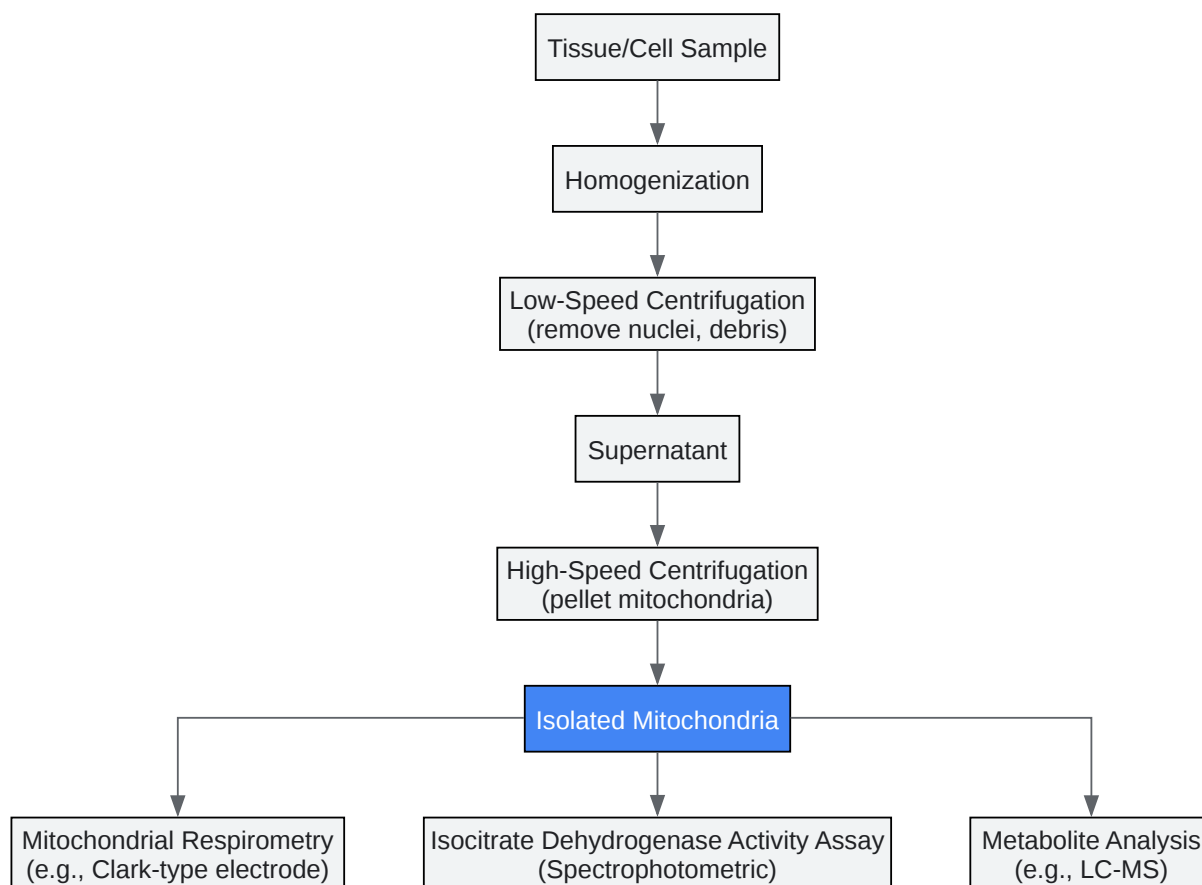 Tissue/Cell Sample
Homogenization
Low-Speed Centrifugation
(remove nuclei, debris)
Supernatant
High-Speed Centrifugation
(pellet mitochondria)
Isolated Mitochondria
Mitochondrial Respirometry
(e.g., Clark-type electrode)
Isocitrate Dehydrogenase Activity Assay
(Spectrophotometric)
Metabolite Analysis
(e.g., LC-MS)